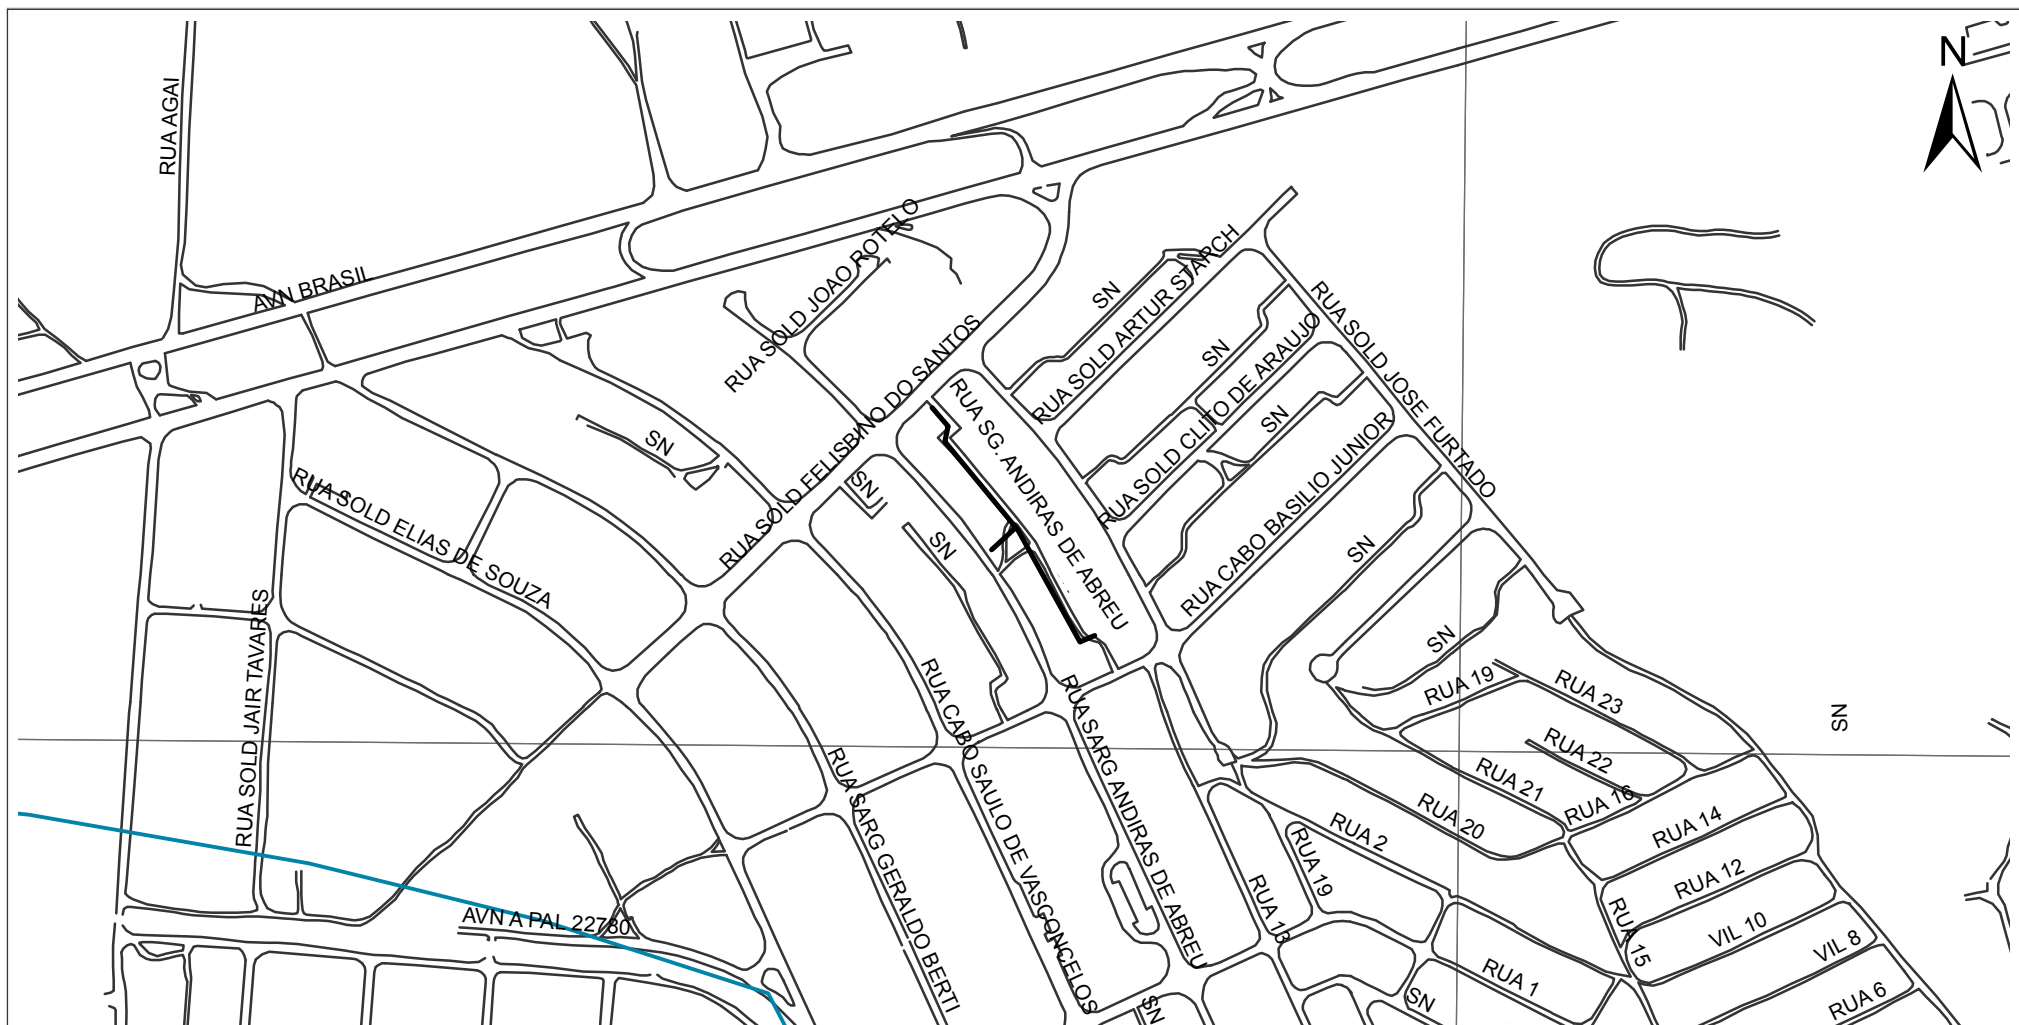 N
RUA AGAI
AVN BRASIL
RUA SOLD JOAO ROTELO
SN
RUA SOLD ARTUR STARCH
RUA SOLD JOSE FURTADO
SN
RUA SOLD CLITO DE ARAUJO
SN
RUA CABO BASILIO JUNIOR
RUA SOLD FELISBINO DO SANTOS
RUA SG. ANDIRAS DE ABREU
SN
SN
SN
SN
RUA SOLD ELIAS DE SOUZA
RUA SOLD JAIR TAVARES
SN
RUA 19
RUA 23
SN
RUA 22
RUA 21
RUA 16
RUA 20
RUA 14
RUA 2
RUA 19
RUA 12
RUA 13
RUA 15
VIL 10
VIL 8
RUA 1
RUA 6
SN
RUA CABO SAULO DE VASCONCELOS
RUA SARG ANDIRAS DE ABREU
RUA SARG GERALDO BERTI
AVN A PAL 22780
SN